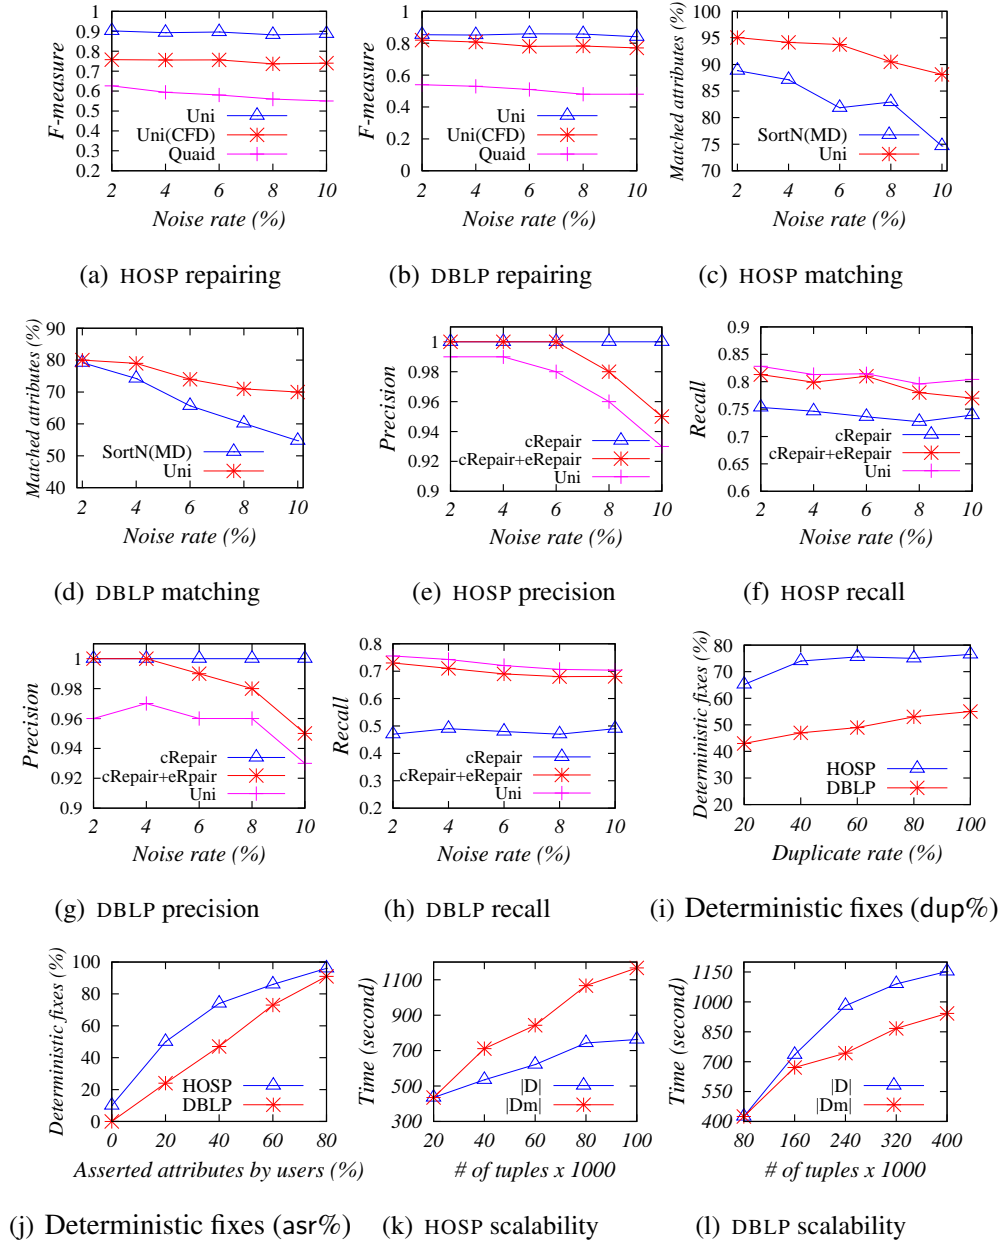 1
0.9
0.8
0.7
0.6
0.5
0.4
0.3
0.2
F-measure
Uni
Uni(CFD)
Quaid
2 4 6 8 10
Noise rate (%)
(a) HOSP repairing
1
0.8
0.6
0.4
0.2
0
F-measure
Uni
Uni(CFD)
Quaid
2 4 6 8 10
Noise rate (%)
(b) DBLP repairing
100
95
90
85
80
75
70
Matched attributes (%)
SortN(MD)
Uni
2 4 6 8 10
Noise rate (%)
(c) HOSP matching
90
80
70
60
50
40
Matched attributes (%)
SortN(MD)
Uni
2 4 6 8 10
Noise rate (%)
(d) DBLP matching
1
0.98
0.96
0.94
0.92
0.9
Precision
cRepair
cRepair+eRepair
Uni
2 4 6 8 10
Noise rate (%)
(e) HOSP precision
0.9
0.85
0.8
0.75
0.7
0.65
0.6
Recall
cRepair
cRepair+eRepair
Uni
2 4 6 8 10
Noise rate (%)
(f) HOSP recall
1
0.98
0.96
0.94
0.92
0.9
Precision
cRepair
cRepair+eRpair
Uni
2 4 6 8 10
Noise rate (%)
(g) DBLP precision
0.8
0.7
0.6
0.5
0.4
0.3
0.2
Recall
cRepair
cRepair+eRepair
Uni
2 4 6 8 10
Noise rate (%)
(h) DBLP recall
80
70
60
50
40
30
20
Deterministic fixes (%)
HOSP
DBLP
20 40 60 80 100
Duplicate rate (%)
(i) Deterministic fixes (dup%)
100
80
60
40
20
0
Deterministic fixes (%)
HOSP
DBLP
0 20 40 60 80
Asserted attributes by users (%)
(j) Deterministic fixes (asr%)
1100
900
700
500
300
Time (second)
|D|
|Dm|
20 40 60 80 100
# of tuples x 1000
(k) HOSP scalability
1150
1000
850
700
550
400
Time (second)
|D|
|Dm|
80 160 240 320 400
# of tuples x 1000
(l) DBLP scalability